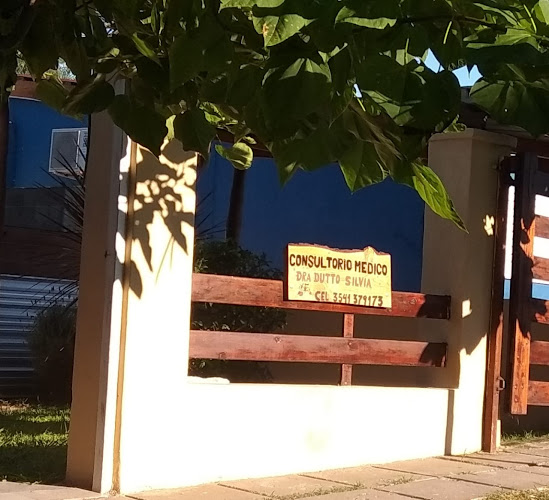 CONSULTORIO MEDICO
DRA DUTTO SILVIA
CEL 3541 379173